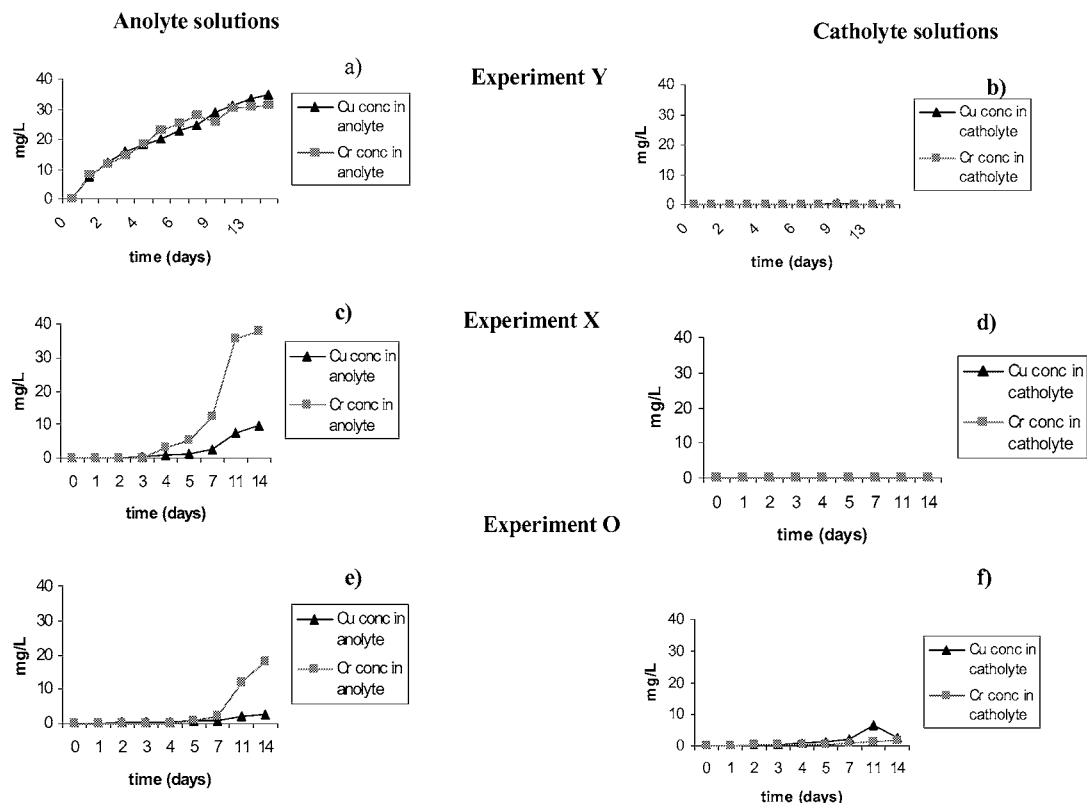 Anolyte solutions
Catholyte solutions
Experiment Y
a)
40
30
20
10
0
mg/L
0 2 4 6 9 13
time (days)
Cu conc in
anolyte
Cr conc in
anolyte
b)
40
30
20
10
0
mg/L
0 2 4 6 9 13
time (days)
Cu conc in
catholyte
Cr conc in
catholyte
Experiment X
c)
40
30
20
10
0
mg/L
0 1 2 3 4 5 7 11 14
time (days)
Cu conc in
anolyte
Cr conc in
anolyte
d)
40
30
20
10
0
mg/L
0 1 2 3 4 5 7 11 14
time (days)
Cu conc in
catholyte
Cr conc in
catholyte
Experiment O
e)
40
30
20
10
0
mg/L
0 1 2 3 4 5 7 11 14
time (days)
Cu conc in
anolyte
Cr conc in
anolyte
f)
40
30
20
10
0
mg/L
0 1 2 3 4 5 7 11 14
time (days)
Cu conc in
catholyte
Cr conc in
catholyte